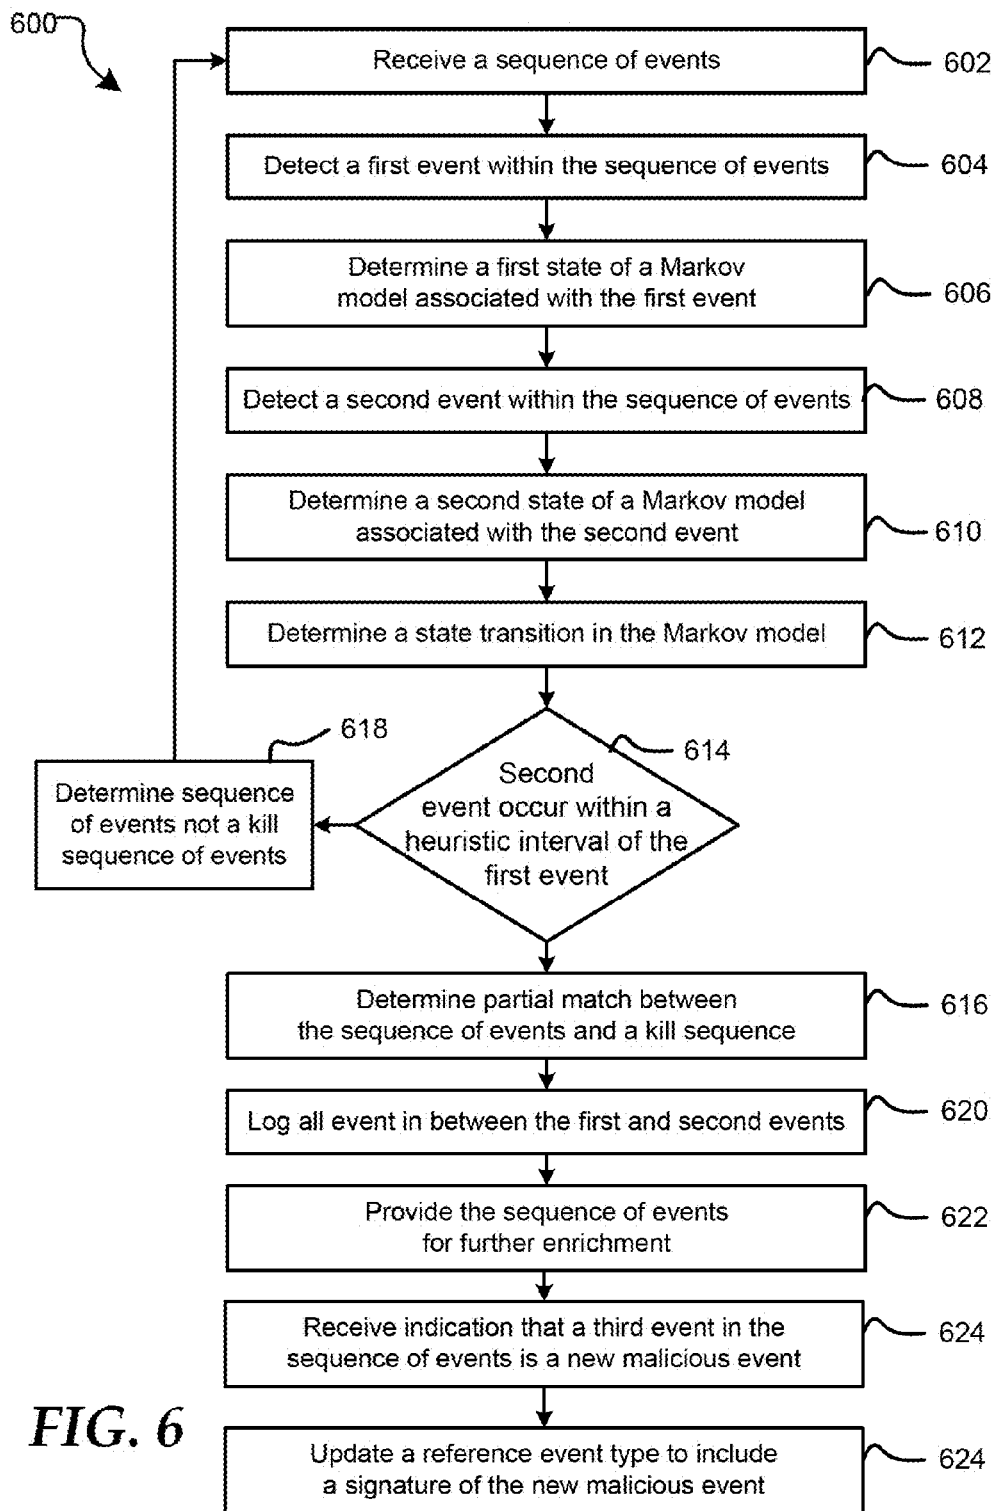 600
Receive a sequence of events
602
Detect a first event within the sequence of events
604
Determine a first state of a Markov
model associated with the first event
606
Detect a second event within the sequence of events
608
Determine a second state of a Markov model
associated with the second event
610
Determine a state transition in the Markov model
612
Second
event occur within a
heuristic interval of the
first event
614
618
Determine sequence
of events not a kill
sequence of events
Determine partial match between
the sequence of events and a kill sequence
616
Log all event in between the first and second events
620
Provide the sequence of events
for further enrichment
622
Receive indication that a third event in the
sequence of events is a new malicious event
624
Update a reference event type to include
a signature of the new malicious event
624
FIG. 6